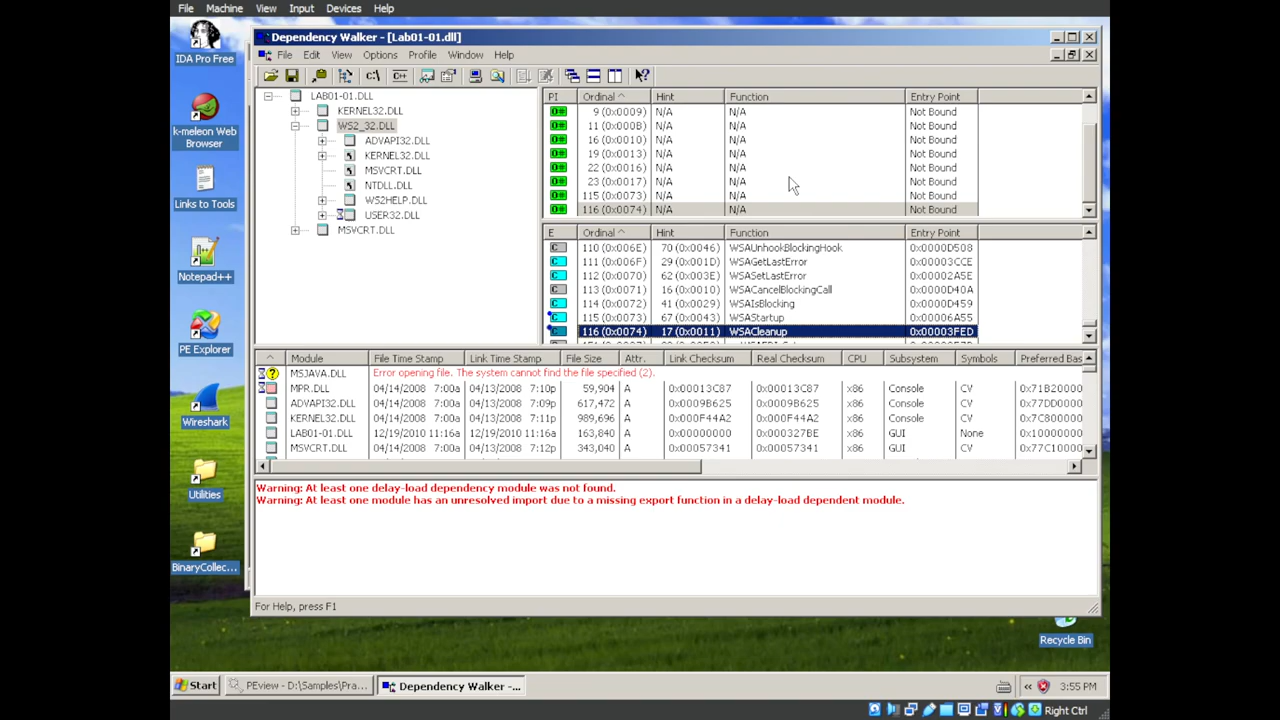 File Machine View Input Devices Help
IDA Pro Free
k-meleon Web
Browser
Links to Tools
Notepad++
PE Explorer
Wireshark
Utilities
BinaryCollec...
Dependency Walker - [Lab01-01.dll]
File Edit View Options Profile Window Help
C:\ C++
LAB01-01.DLL
KERNEL32.DLL
WS2_32.DLL
ADVAPI32.DLL
KERNEL32.DLL
MSVCRT.DLL
NTDLL.DLL
WS2HELP.DLL
USER32.DLL
MSVCRT.DLL
PI Ordinal ^ Hint Function Entry Point
O# 9 (0x0009) N/A N/A Not Bound
O# 11 (0x000B) N/A N/A Not Bound
O# 16 (0x0010) N/A N/A Not Bound
O# 19 (0x0013) N/A N/A Not Bound
O# 22 (0x0016) N/A N/A Not Bound
O# 23 (0x0017) N/A N/A Not Bound
O# 115 (0x0073) N/A N/A Not Bound
O# 116 (0x0074) N/A N/A Not Bound
E Ordinal ^ Hint Function Entry Point
C 110 (0x006E) 70 (0x0046) WSAUnhookBlockingHook 0x0000D508
C 111 (0x006F) 29 (0x001D) WSAGetLastError 0x00003CCE
C 112 (0x0070) 62 (0x003E) WSASetLastError 0x00002A5E
C 113 (0x0071) 16 (0x0010) WSACancelBlockingCall 0x0000D40A
C 114 (0x0072) 41 (0x0029) WSAIsBlocking 0x0000D459
C 115 (0x0073) 67 (0x0043) WSAStartup 0x00006A55
C 116 (0x0074) 17 (0x0011) WSACleanup 0x00003FED
^ Module File Time Stamp Link Time Stamp File Size Attr. Link Checksum Real Checksum CPU Subsystem Symbols Preferred Bas
MSJAVA.DLL Error opening file. The system cannot find the file specified (2).
MPR.DLL 04/14/2008 7:00a 04/13/2008 7:10p 59,904 A 0x00013C87 0x00013C87 x86 Console CV 0x71B20000
ADVAPI32.DLL 04/14/2008 7:00a 04/13/2008 7:09p 617,472 A 0x0009B625 0x0009B625 x86 Console CV 0x77DD0000
KERNEL32.DLL 04/14/2008 7:00a 04/13/2008 7:11p 989,696 A 0x000F44A2 0x000F44A2 x86 Console CV 0x7C800000
LAB01-01.DLL 12/19/2010 11:16a 12/19/2010 11:16a 163,840 A 0x00000000 0x000327BE x86 GUI None 0x10000000
MSVCRT.DLL 04/14/2008 7:00a 04/13/2008 7:12p 343,040 A 0x00057341 0x00057341 x86 GUI CV 0x77C10000
Warning: At least one delay-load dependency module was not found.
Warning: At least one module has an unresolved import due to a missing export function in a delay-load dependent module.
For Help, press F1
Recycle Bin
Start PEview - D:\Samples\Pra... Dependency Walker -... « 3:55 PM
Right Ctrl